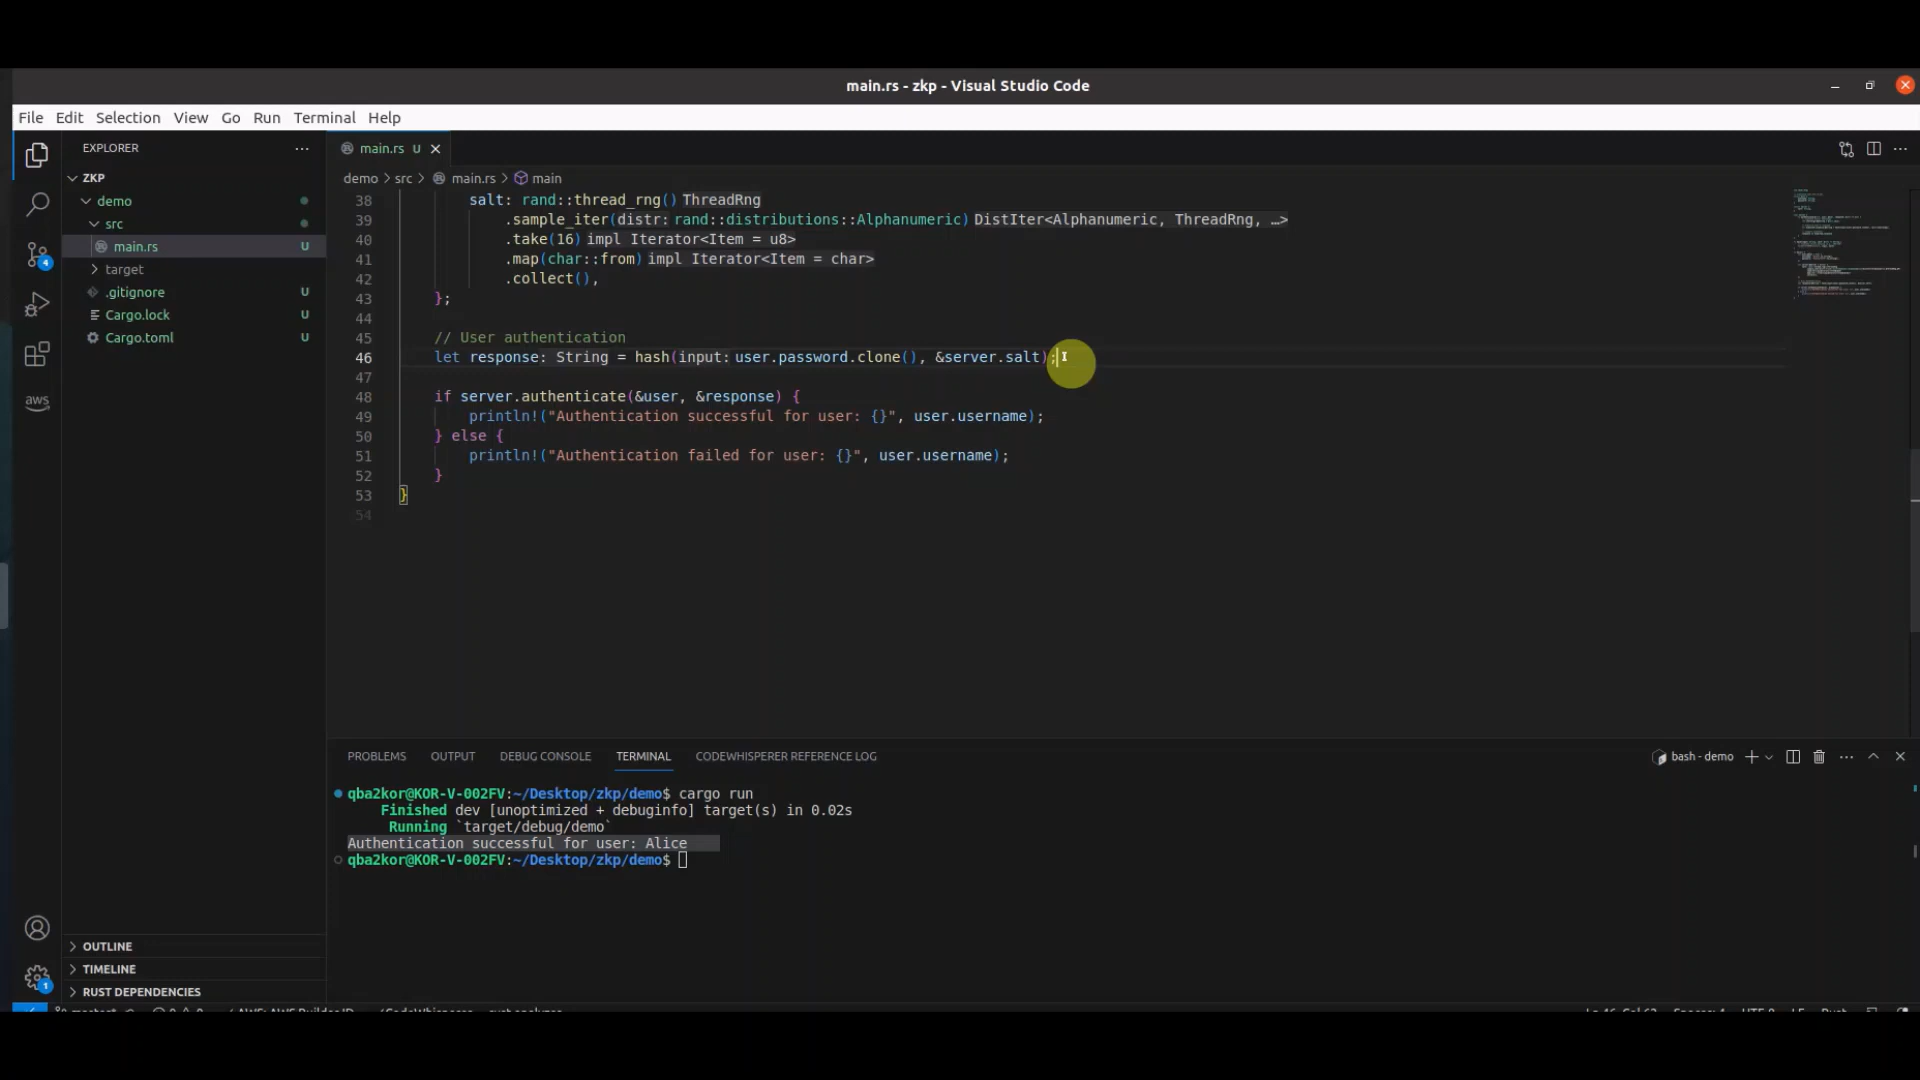 main.rs - zkp - Visual Studio Code
File Edit Selection View Go Run Terminal Help
EXPLORER
ZKP
demo
src
main.rs U
target
.gitignore U
Cargo.lock U
Cargo.toml U
4
aws
1
OUTLINE
TIMELINE
RUST DEPENDENCIES
main.rs U
demo > src > main.rs > main
38 salt: rand::thread_rng() ThreadRng
39 .sample_iter(distr: rand::distributions::Alphanumeric) DistIter<Alphanumeric, ThreadRng, …>
40 .take(16) impl Iterator<Item = u8>
41 .map(char::from) impl Iterator<Item = char>
42 .collect(),
43 };
44
45 // User authentication
46 let response: String = hash(input: user.password.clone(), &server.salt);
47
48 if server.authenticate(&user, &response) {
49 println!("Authentication successful for user: {}", user.username);
50 } else {
51 println!("Authentication failed for user: {}", user.username);
52 }
53 }
54
PROBLEMS OUTPUT DEBUG CONSOLE TERMINAL CODEWHISPERER REFERENCE LOG
bash - demo
qba2kor@KOR-V-002FV:~/Desktop/zkp/demo$ cargo run
Finished dev [unoptimized + debuginfo] target(s) in 0.02s
Running `target/debug/demo`
Authentication successful for user: Alice
qba2kor@KOR-V-002FV:~/Desktop/zkp/demo$